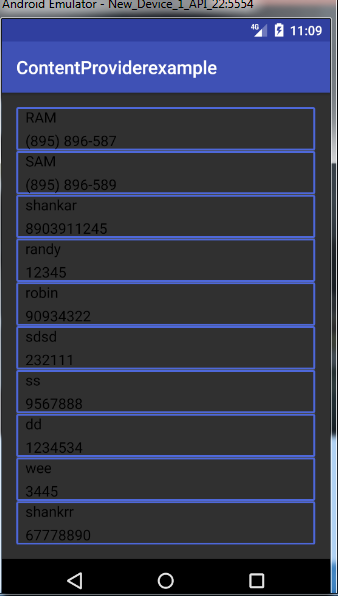 Android Emulator - New_Device_1_API_22:5554
4G 11:09
ContentProviderexample
RAM
(895) 896-587
SAM
(895) 896-589
shankar
8903911245
randy
12345
robin
90934322
sdsd
232111
ss
9567888
dd
1234534
wee
3445
shankrr
67778890